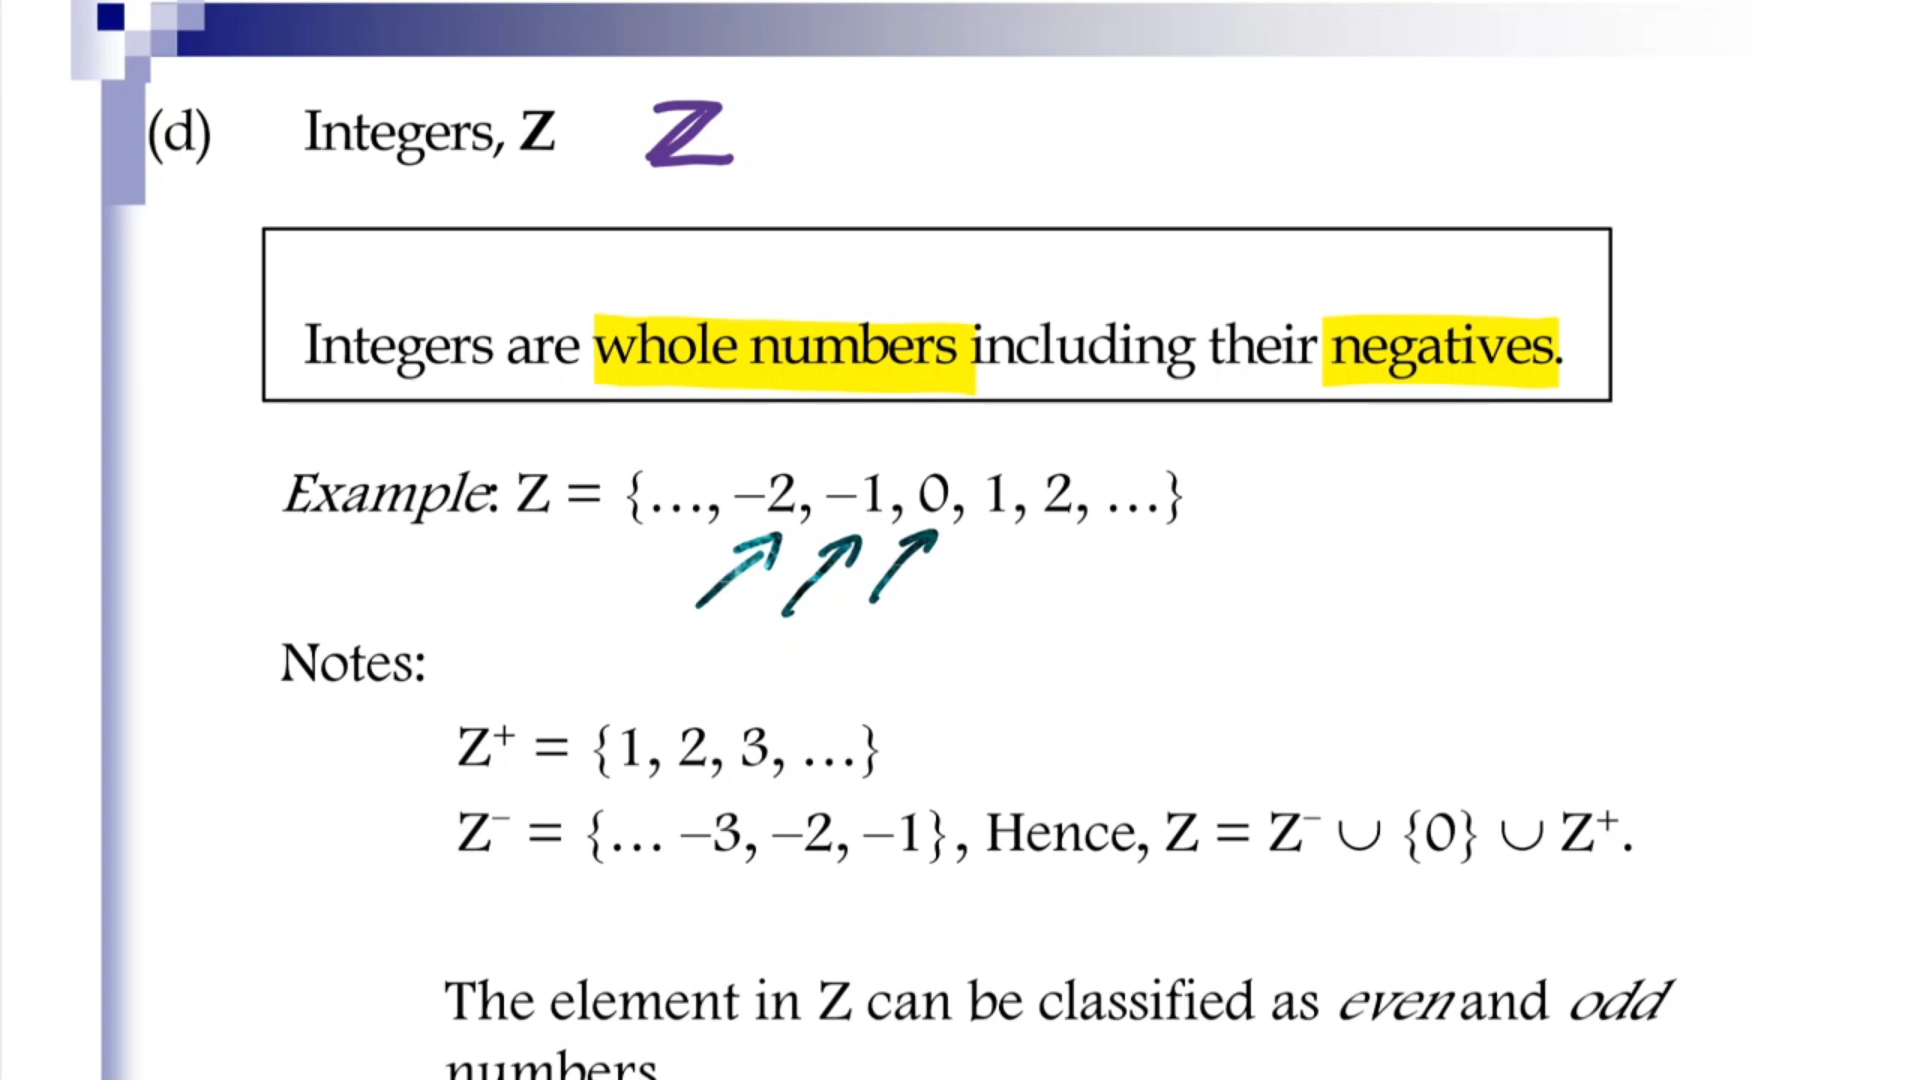 (d) Integers, Z Z
Integers are whole numbers including their negatives.
Example: Z = {…, –2, –1, 0, 1, 2, …}
Notes:
Z⁺ = {1, 2, 3, …}
Z⁻ = {… –3, –2, –1}, Hence, Z = Z⁻ ∪ {0} ∪ Z⁺.
The element in Z can be classified as even and odd
numbers